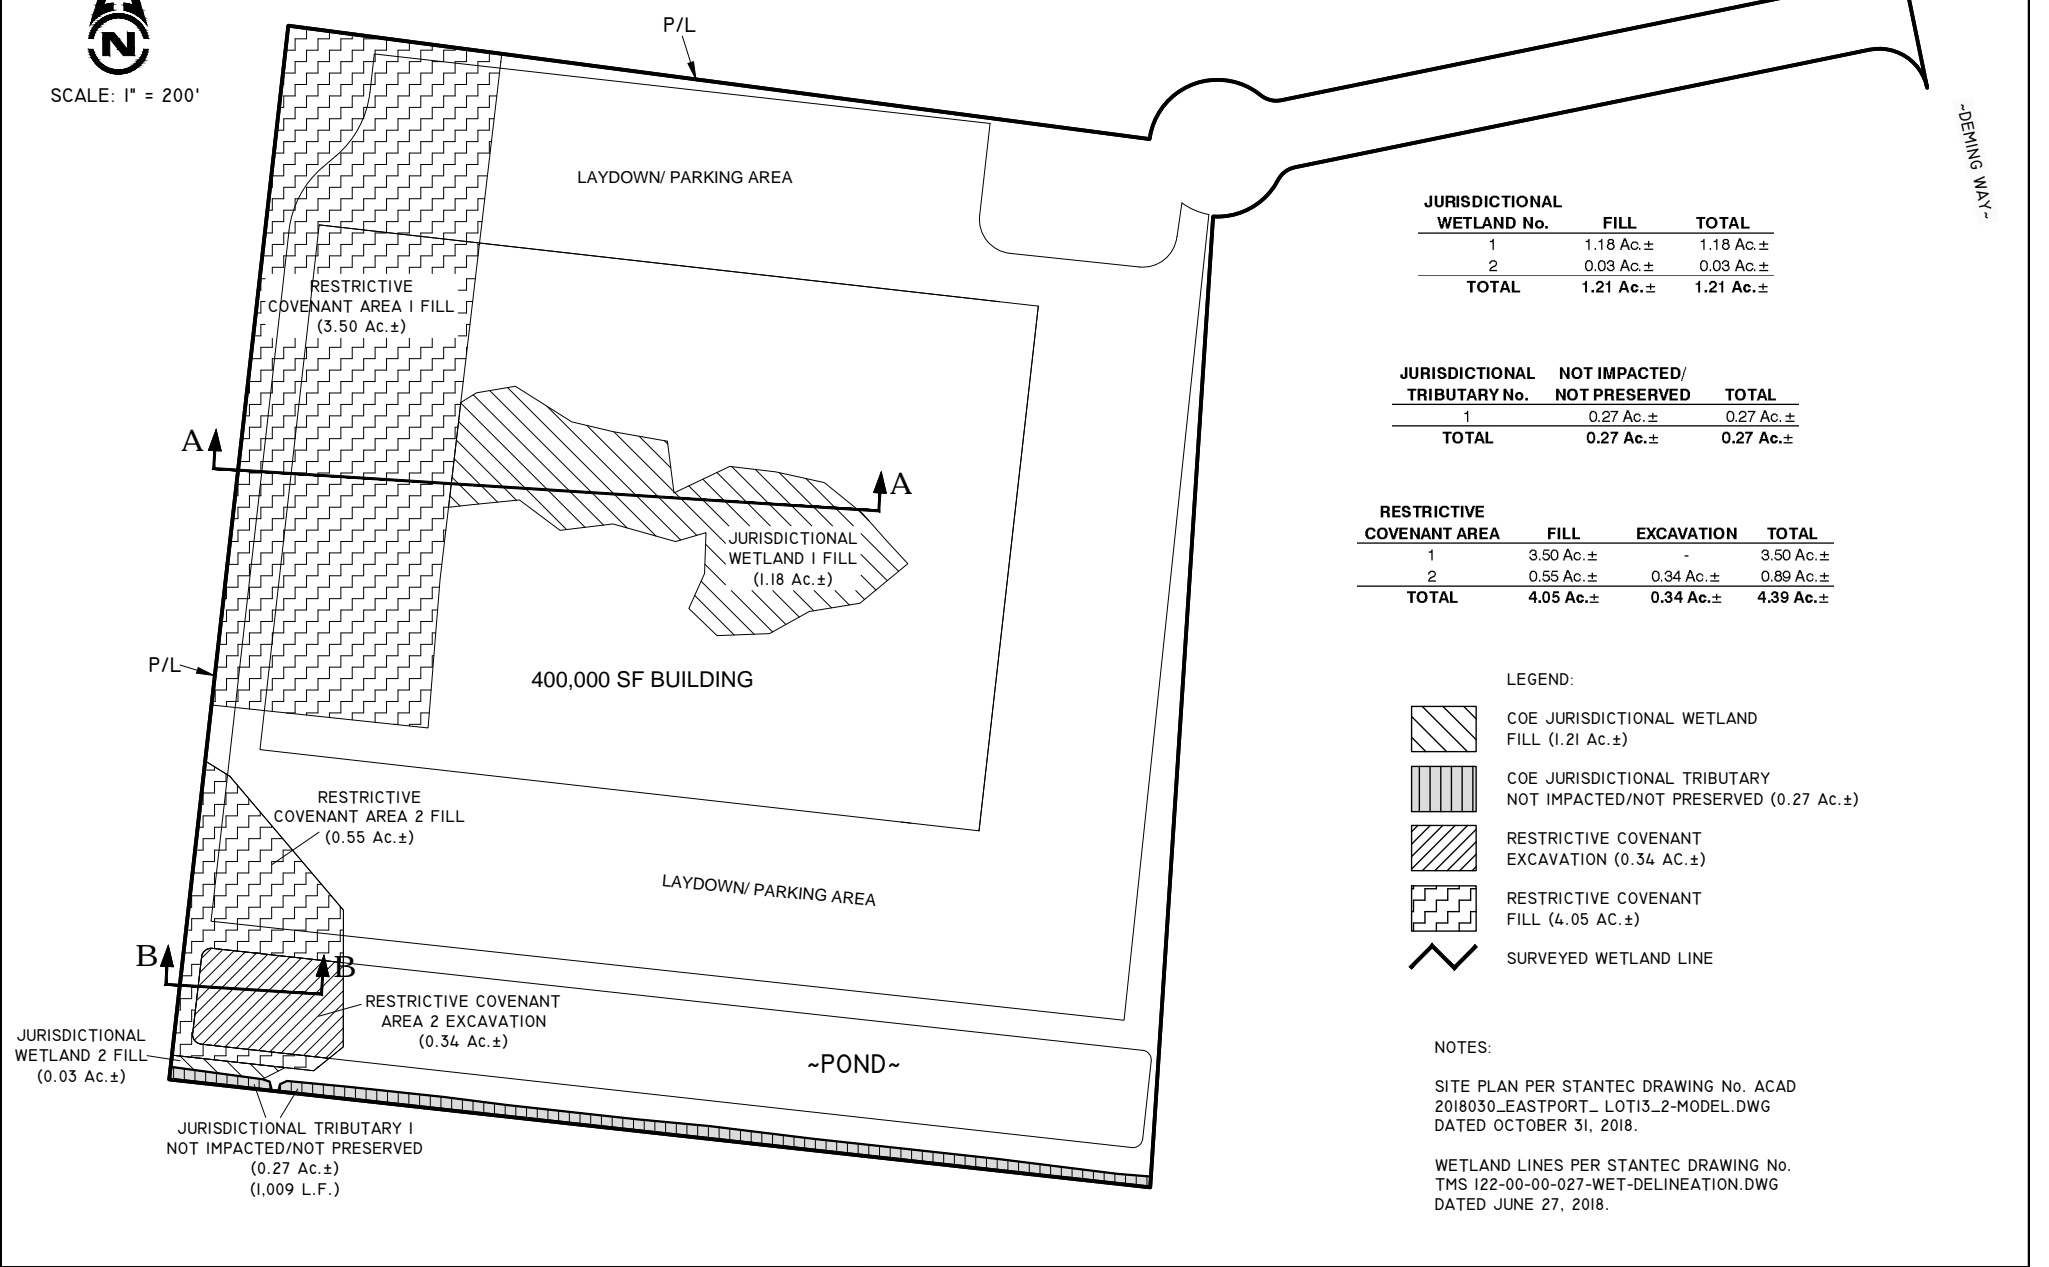 N
SCALE: 1" = 200'
P/L
~DEMING WAY~
LAYDOWN/ PARKING AREA
RESTRICTIVE
COVENANT AREA 1 FILL
(3.50 Ac.±)
A
A
JURISDICTIONAL
WETLAND 1 FILL
(1.18 Ac.±)
P/L
400,000 SF BUILDING
RESTRICTIVE
COVENANT AREA 2 FILL
(0.55 Ac.±)
LAYDOWN/ PARKING AREA
B
B
RESTRICTIVE COVENANT
AREA 2 EXCAVATION
(0.34 Ac.±)
JURISDICTIONAL
WETLAND 2 FILL
(0.03 Ac.±)
~POND~
JURISDICTIONAL TRIBUTARY 1
NOT IMPACTED/NOT PRESERVED
(0.27 Ac.±)
(1,009 L.F.)
JURISDICTIONAL
WETLAND No. FILL TOTAL
1 1.18 Ac.± 1.18 Ac.±
2 0.03 Ac.± 0.03 Ac.±
TOTAL 1.21 Ac.± 1.21 Ac.±
JURISDICTIONAL NOT IMPACTED/
TRIBUTARY No. NOT PRESERVED TOTAL
1 0.27 Ac.± 0.27 Ac.±
TOTAL 0.27 Ac.± 0.27 Ac.±
RESTRICTIVE
COVENANT AREA FILL EXCAVATION TOTAL
1 3.50 Ac.± - 3.50 Ac.±
2 0.55 Ac.± 0.34 Ac.± 0.89 Ac.±
TOTAL 4.05 Ac.± 0.34 Ac.± 4.39 Ac.±
LEGEND:
COE JURISDICTIONAL WETLAND
FILL (1.21 Ac.±)
COE JURISDICTIONAL TRIBUTARY
NOT IMPACTED/NOT PRESERVED (0.27 Ac.±)
RESTRICTIVE COVENANT
EXCAVATION (0.34 AC.±)
RESTRICTIVE COVENANT
FILL (4.05 AC.±)
SURVEYED WETLAND LINE
NOTES:
SITE PLAN PER STANTEC DRAWING No. ACAD
2018030_EASTPORT_ LOT13_2-MODEL.DWG
DATED OCTOBER 31, 2018.
WETLAND LINES PER STANTEC DRAWING No.
TMS 122-00-00-027-WET-DELINEATION.DWG
DATED JUNE 27, 2018.